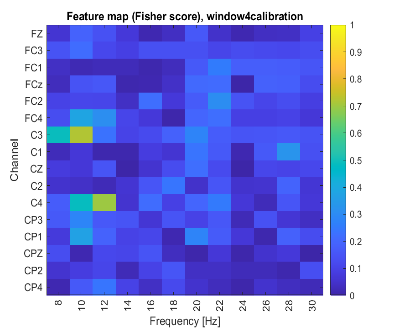 Feature map (Fisher score), window4calibration
Channel
FZ
FC3
FC1
FCz
FC2
FC4
C3
C1
CZ
C2
C4
CP3
CP1
CPZ
CP2
CP4
8 10 12 14 16 18 20 22 24 26 28 30
Frequency [Hz]
1
0.9
0.8
0.7
0.6
0.5
0.4
0.3
0.2
0.1
0